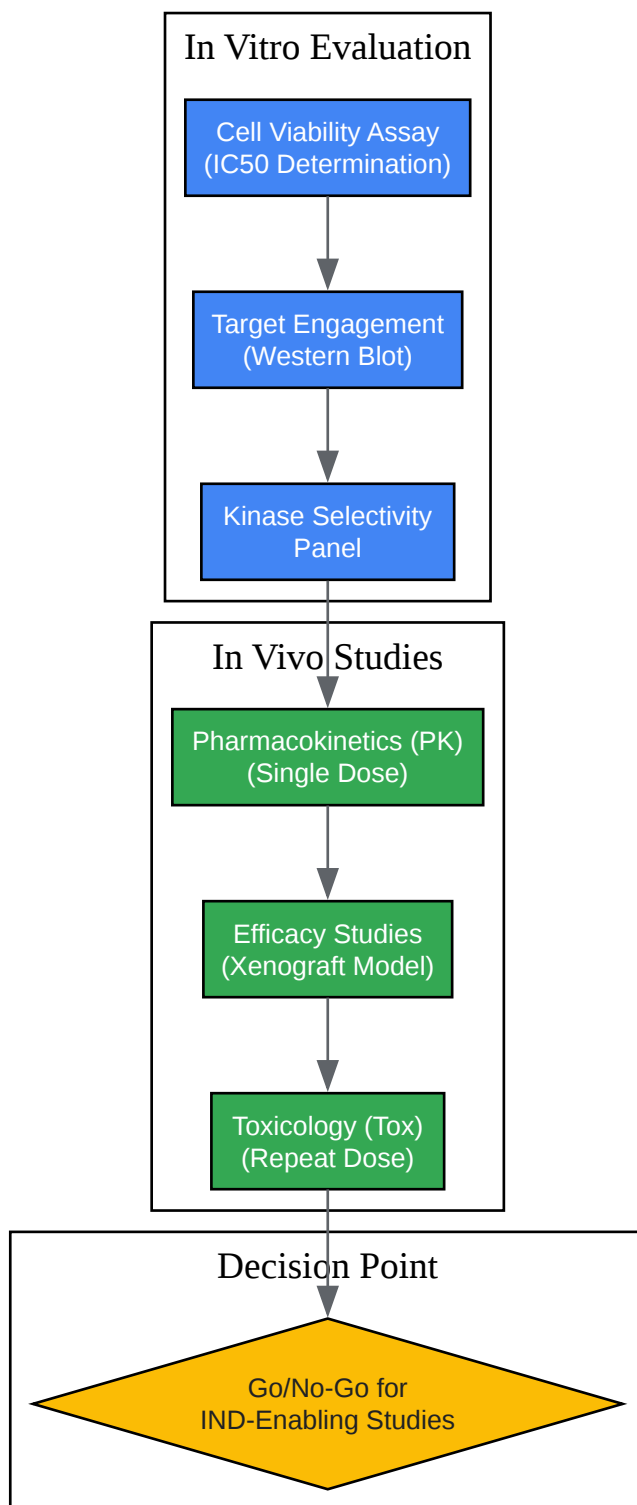 In Vitro Evaluation
Cell Viability Assay
(IC50 Determination)
Target Engagement
(Western Blot)
Kinase Selectivity
Panel
In Vivo Studies
Pharmacokinetics (PK)
(Single Dose)
Efficacy Studies
(Xenograft Model)
Toxicology (Tox)
(Repeat Dose)
Decision Point
Go/No-Go for
IND-Enabling Studies